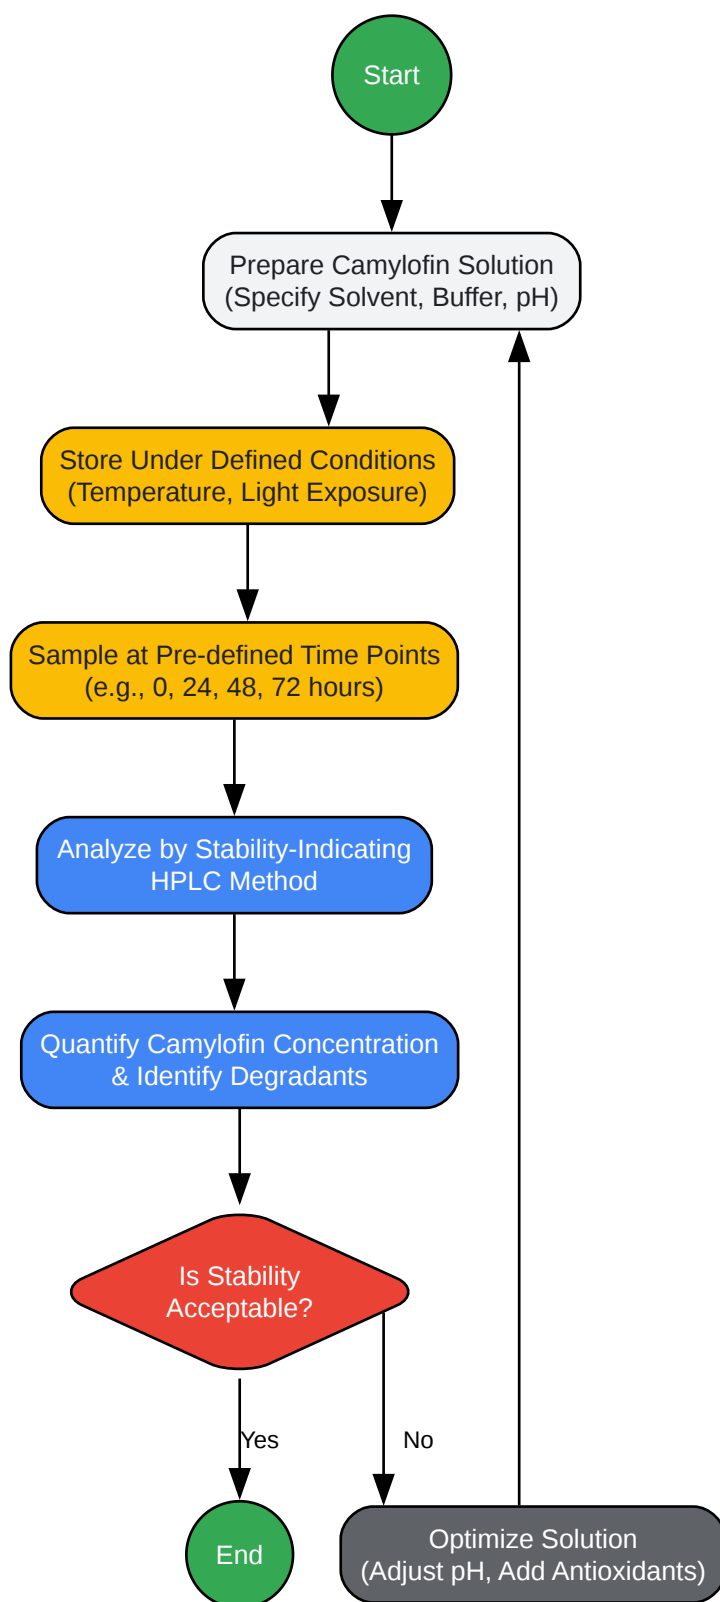 Start
Prepare Camylofin Solution
(Specify Solvent, Buffer, pH)
Store Under Defined Conditions
(Temperature, Light Exposure)
Sample at Pre-defined Time Points
(e.g., 0, 24, 48, 72 hours)
Analyze by Stability-Indicating
HPLC Method
Quantify Camylofin Concentration
& Identify Degradants
Is Stability
Acceptable?
Yes
No
End
Optimize Solution
(Adjust pH, Add Antioxidants)